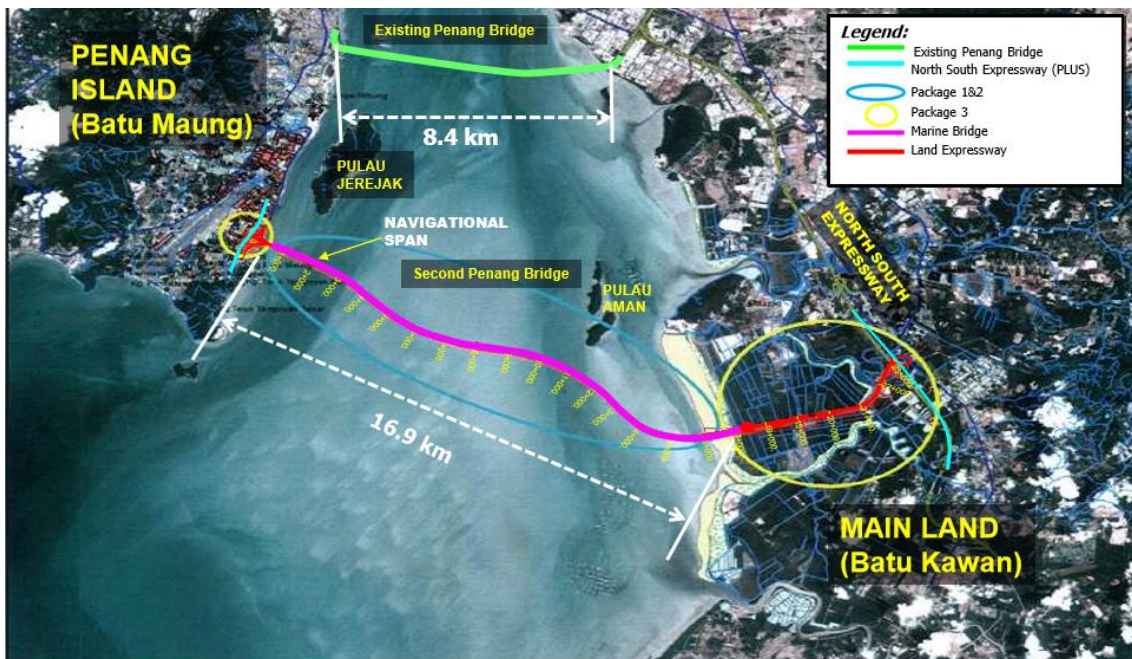 PENANG
ISLAND
(Batu Maung)
Existing Penang Bridge
8.4 km
PULAU
JEREJAK
NAVIGATIONAL
SPAN
Second Penang Bridge
PULAU
AMAN
16.9 km
NORTH SOUTH
EXPRESSWAY
MAIN LAND
(Batu Kawan)
Legend:
Existing Penang Bridge
North South Expressway (PLUS)
Package 1&2
Package 3
Marine Bridge
Land Expressway